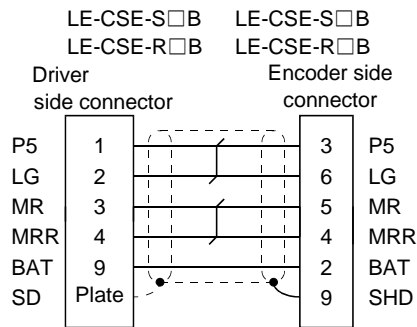 LE-CSE-S□B LE-CSE-S□B
LE-CSE-R□B LE-CSE-R□B
Driver side connector
Encoder side connector
P5 1 3 P5
LG 2 6 LG
MR 3 5 MR
MRR 4 4 MRR
BAT 9 2 BAT
SD Plate 9 SHD